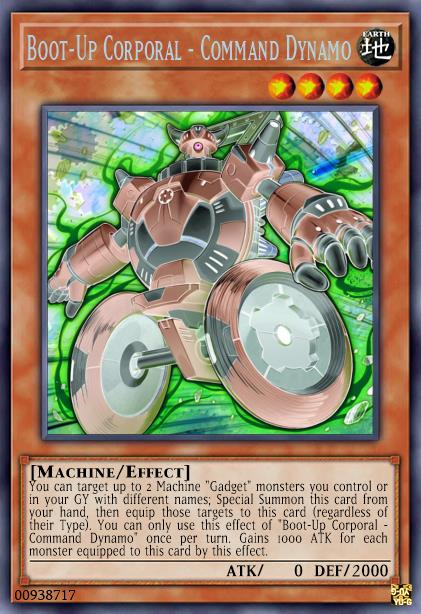 Boot-Up Corporal - Command Dynamo
EARTH
地
[Machine/Effect]
You can target up to 2 Machine "Gadget" monsters you control or
in your GY with different names; Special Summon this card from
your hand, then equip those targets to this card (regardless of
their Type). You can only use this effect of "Boot-Up Corporal -
Command Dynamo" once per turn. Gains 1000 ATK for each
monster equipped to this card by this effect.
ATK/ 0 DEF/2000
00938717